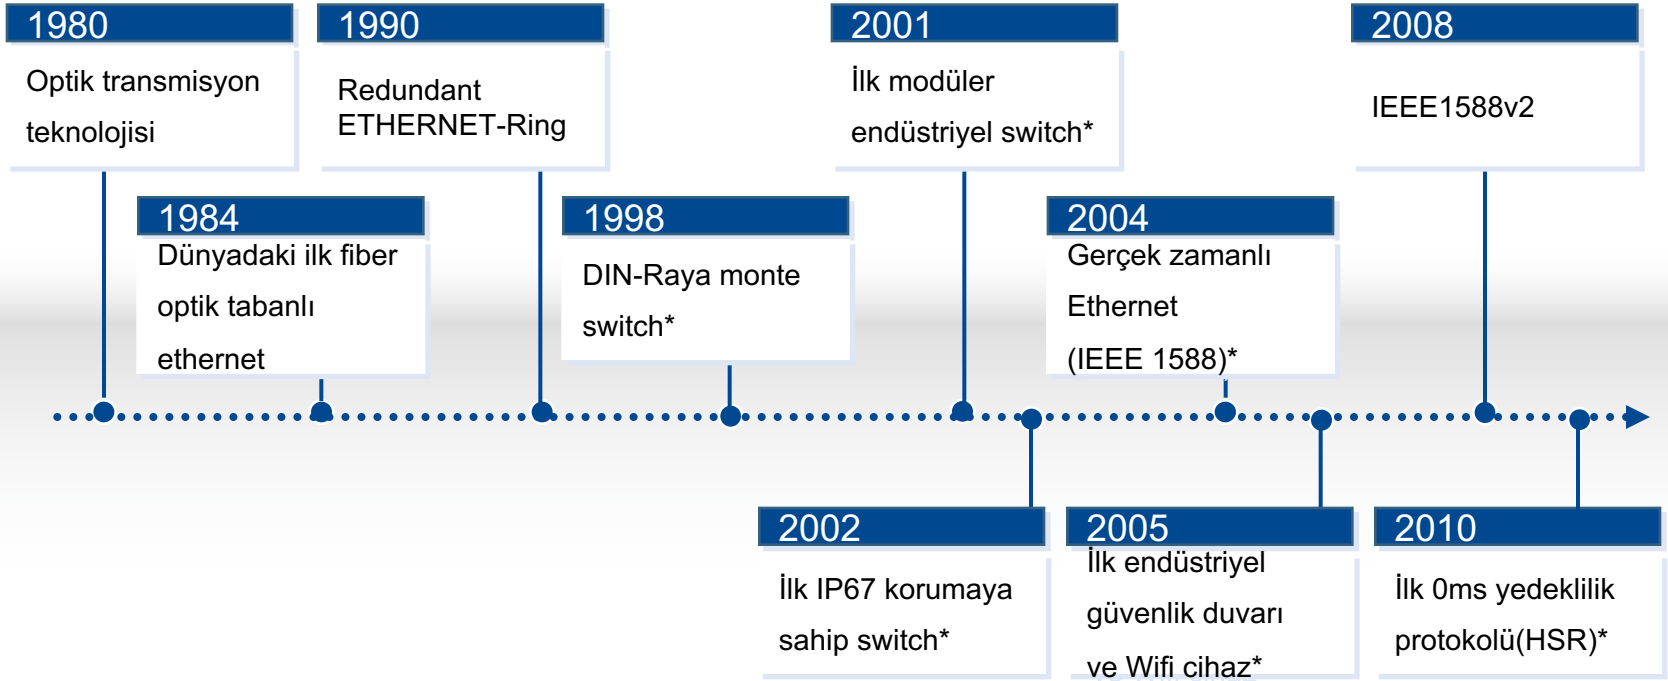 1980
Optik transmisyon
teknolojisi
1984
Dünyadaki ilk fiber
optik tabanlı
ethernet
1990
Redundant
ETHERNET-Ring
1998
DIN-Raya monte
switch*
2001
İlk modüler
endüstriyel switch*
2002
İlk IP67 korumaya
sahip switch*
2004
Gerçek zamanlı
Ethernet
(IEEE 1588)*
2005
İlk endüstriyel
güvenlik duvarı
ve Wifi cihaz*
2008
IEEE1588v2
2010
İlk 0ms yedeklilik
protokolü(HSR)*